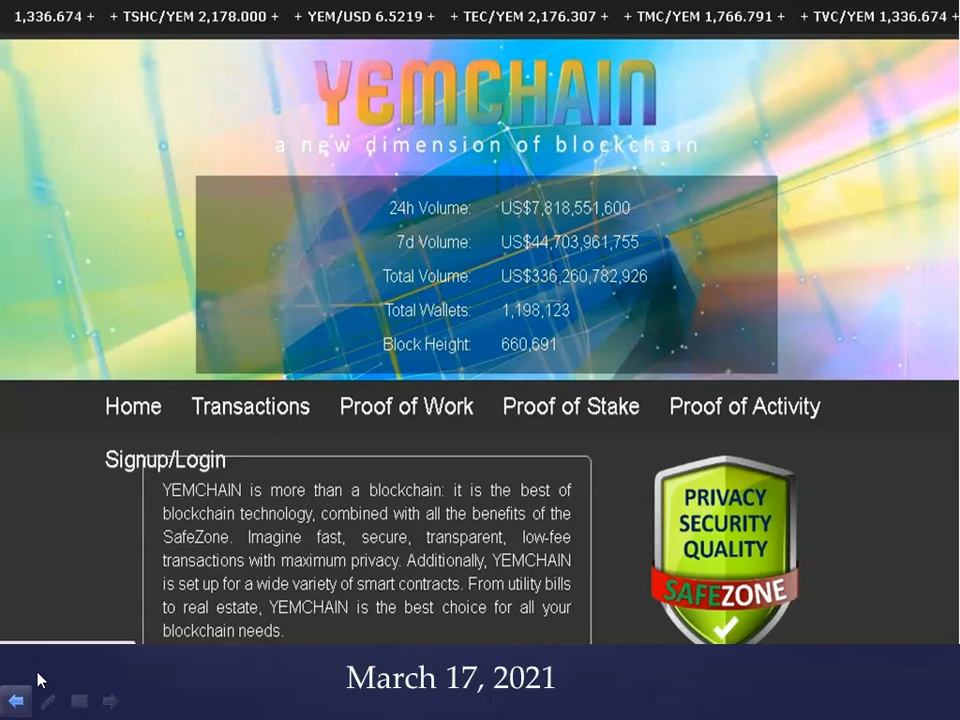 1,336.674 + + TSHC/YEM 2,178.000 + + YEM/USD 6.5219 + + TEC/YEM 2,176.307 + + TMC/YEM 1,766.791 + + TVC/YEM 1,336.674 +
YEMCHAIN
a new dimension of blockchain
24h Volume: US$7,818,551,600
7d Volume: US$44,703,961,755
Total Volume: US$336,260,782,926
Total Wallets: 1,198,123
Block Height: 660,691
Home Transactions Proof of Work Proof of Stake Proof of Activity
Signup/Login
YEMCHAIN is more than a blockchain: it is the best of
blockchain technology, combined with all the benefits of the
SafeZone. Imagine fast, secure, transparent, low-fee
transactions with maximum privacy. Additionally, YEMCHAIN
is set up for a wide variety of smart contracts. From utility bills
to real estate, YEMCHAIN is the best choice for all your
blockchain needs.
PRIVACY
SECURITY
QUALITY
SAFEZONE
March 17, 2021